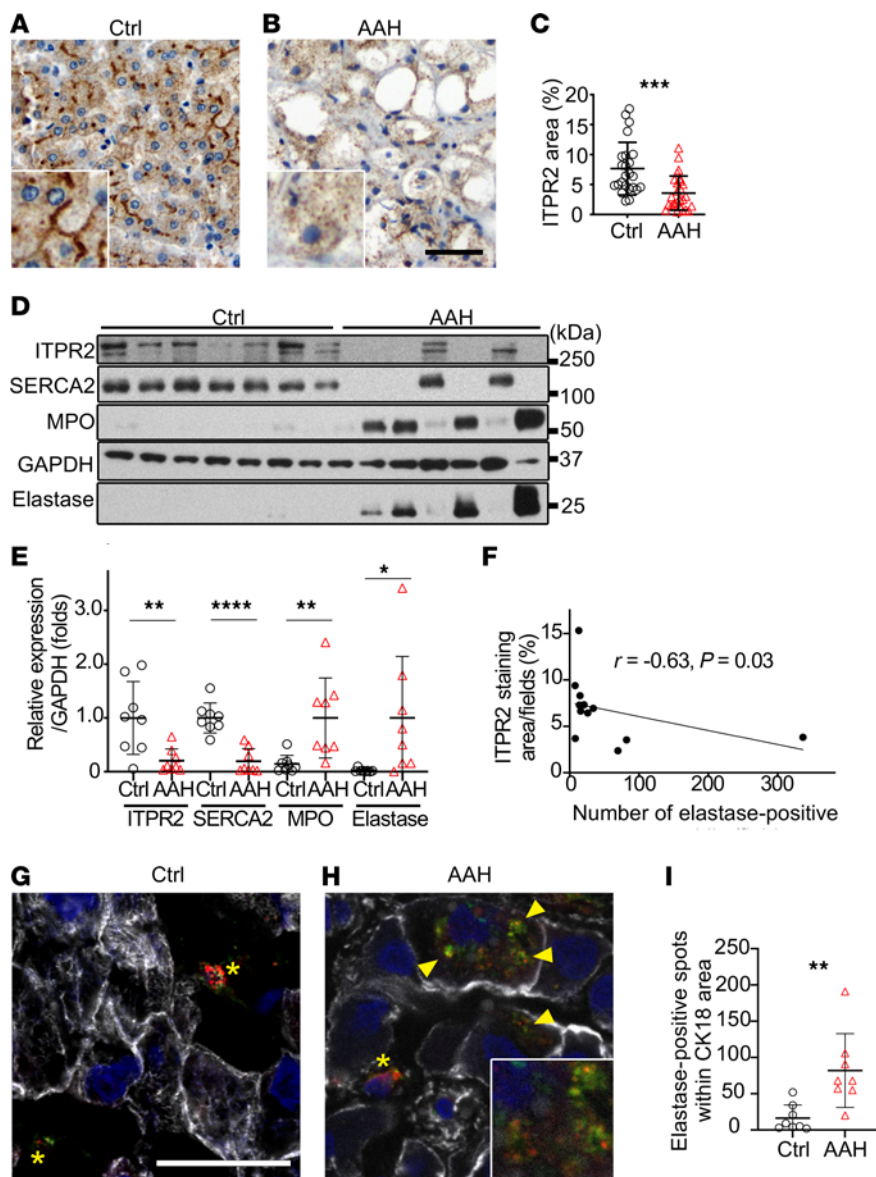 A
Ctrl
B
AAH
C
***
ITPR2 area (%)
20
15
10
5
0
Ctrl AAH
D
Ctrl AAH
(kDa)
ITPR2
250
SERCA2
100
MPO
50
GAPDH
37
Elastase
25
E
Relative expression
/GAPDH (folds)
3.0
2.0
1.0
0
** **** ** *
Ctrl AAH Ctrl AAH Ctrl AAH Ctrl AAH
ITPR2 SERCA2 MPO Elastase
F
ITPR2 staining
area/fields (%)
15
10
5
0
r = -0.63, P = 0.03
0 100 200 300
Number of elastase-positive
G
Ctrl
*
*
H
AAH
*
I
Elastase-positive spots
within CK18 area
250
200
150
100
50
0
**
Ctrl AAH